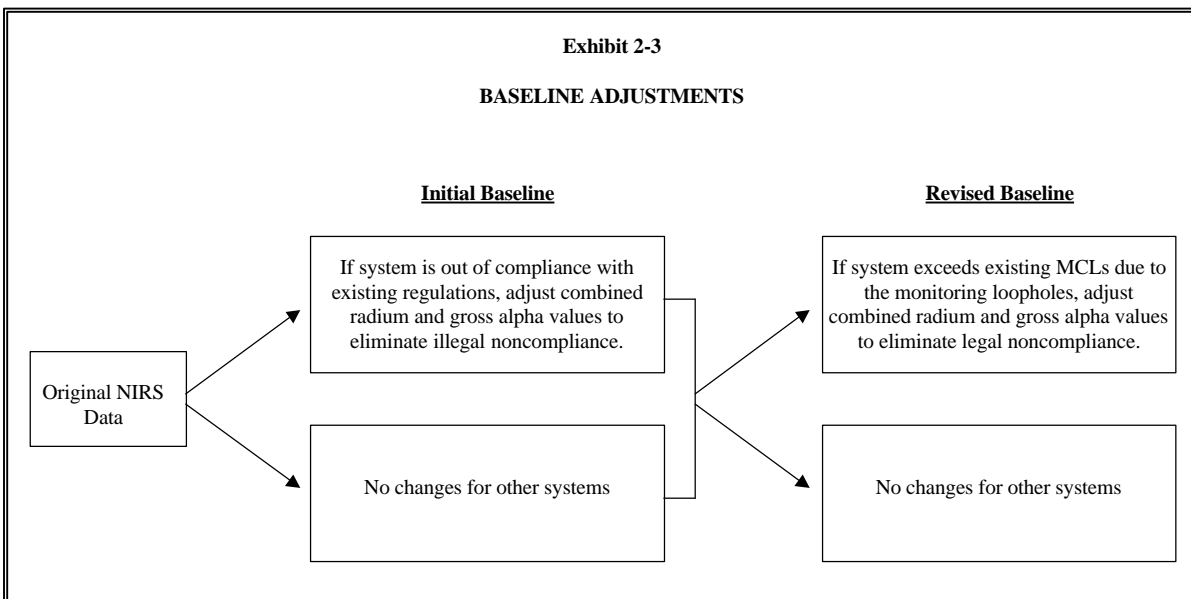 Exhibit 2-3
BASELINE ADJUSTMENTS
Initial Baseline
Revised Baseline
If system is out of compliance with
existing regulations, adjust combined
radium and gross alpha values to
eliminate illegal noncompliance.
If system exceeds existing MCLs due to
the monitoring loopholes, adjust
combined radium and gross alpha values
to eliminate legal noncompliance.
Original NIRS
Data
No changes for other systems
No changes for other systems